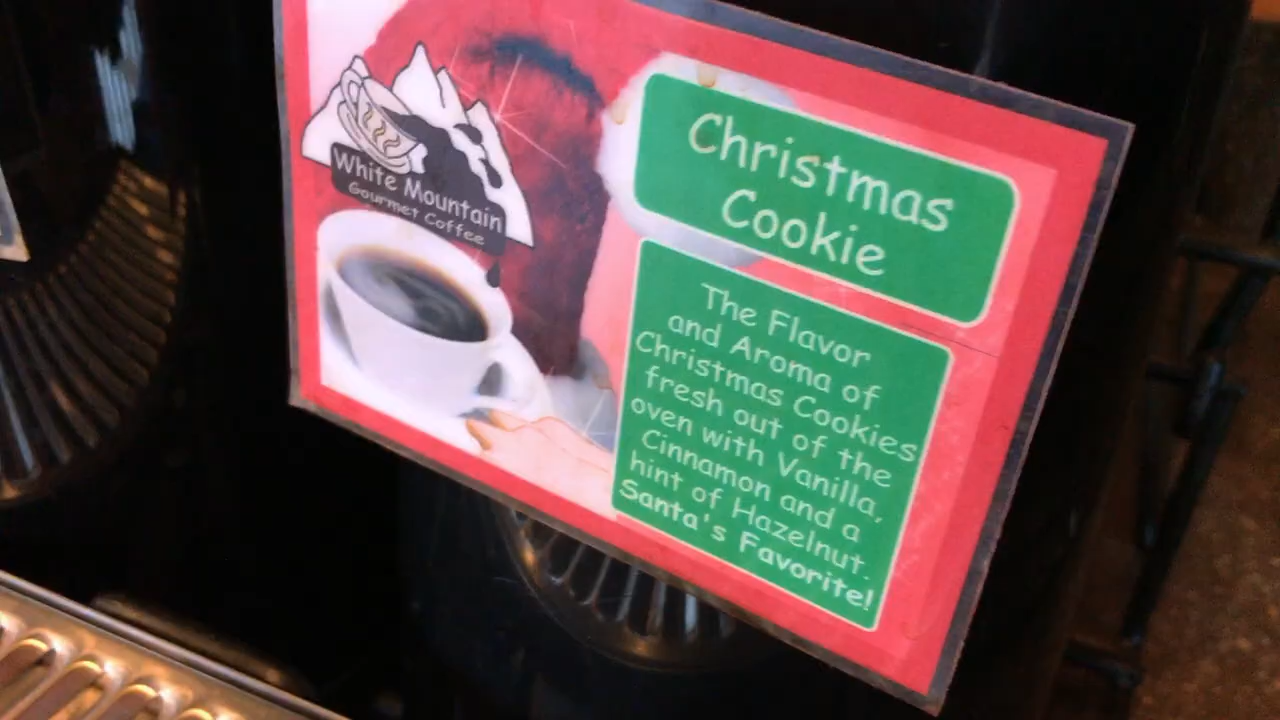 White Mountain
Gourmet Coffee
Christmas
Cookie
The Flavor
and Aroma of
Christmas Cookies
fresh out of the
oven with Vanilla,
Cinnamon and a
hint of Hazelnut.
Santa's Favorite!